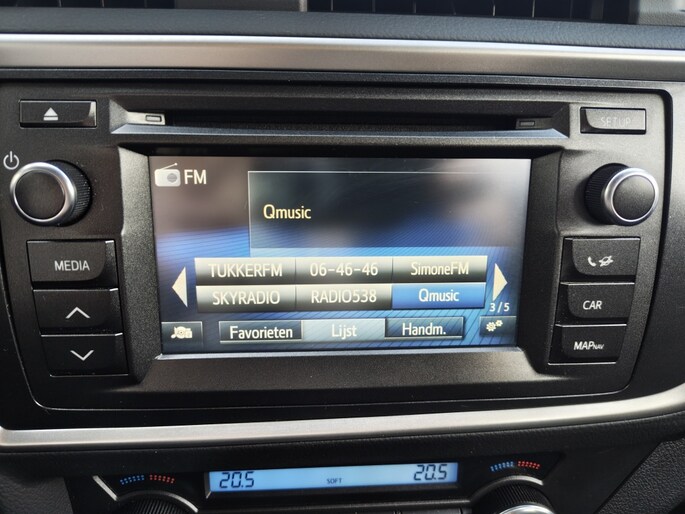 SETUP
FM
Qmusic
MEDIA
TUKKERFM 06-46-46 SimoneFM
SKYRADIO RADIO538 Qmusic
3/5
CAR
Favorieten Lijst Handm.
MAP NAV
20.5 SOFT 20.5